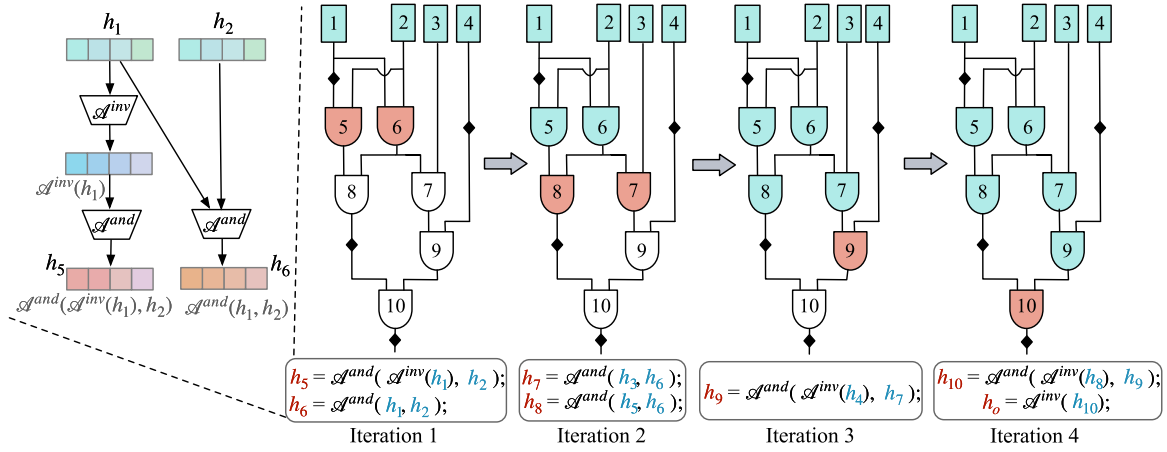 h₁ h₂
𝒜ⁱⁿᵛ
𝒜ⁱⁿᵛ(h₁)
𝒜ᵃⁿᵈ 𝒜ᵃⁿᵈ
h₅ h₆
𝒜ᵃⁿᵈ(𝒜ⁱⁿᵛ(h₁), h₂) 𝒜ᵃⁿᵈ(h₁, h₂)
1 2 3 4
5 6
8 7
9
10
h₅ = 𝒜ᵃⁿᵈ( 𝒜ⁱⁿᵛ(h₁), h₂);
h₆ = 𝒜ᵃⁿᵈ( h₁, h₂);
Iteration 1
1 2 3 4
5 6
8 7
9
10
h₇ = 𝒜ᵃⁿᵈ( h₃, h₆);
h₈ = 𝒜ᵃⁿᵈ( h₅, h₆);
Iteration 2
1 2 3 4
5 6
8 7
9
10
h₉ = 𝒜ᵃⁿᵈ( 𝒜ⁱⁿᵛ(h₄), h₇);
Iteration 3
1 2 3 4
5 6
8 7
9
10
h₁₀ = 𝒜ᵃⁿᵈ( 𝒜ⁱⁿᵛ(h₈), h₉);
hₒ = 𝒜ⁱⁿᵛ( h₁₀);
Iteration 4